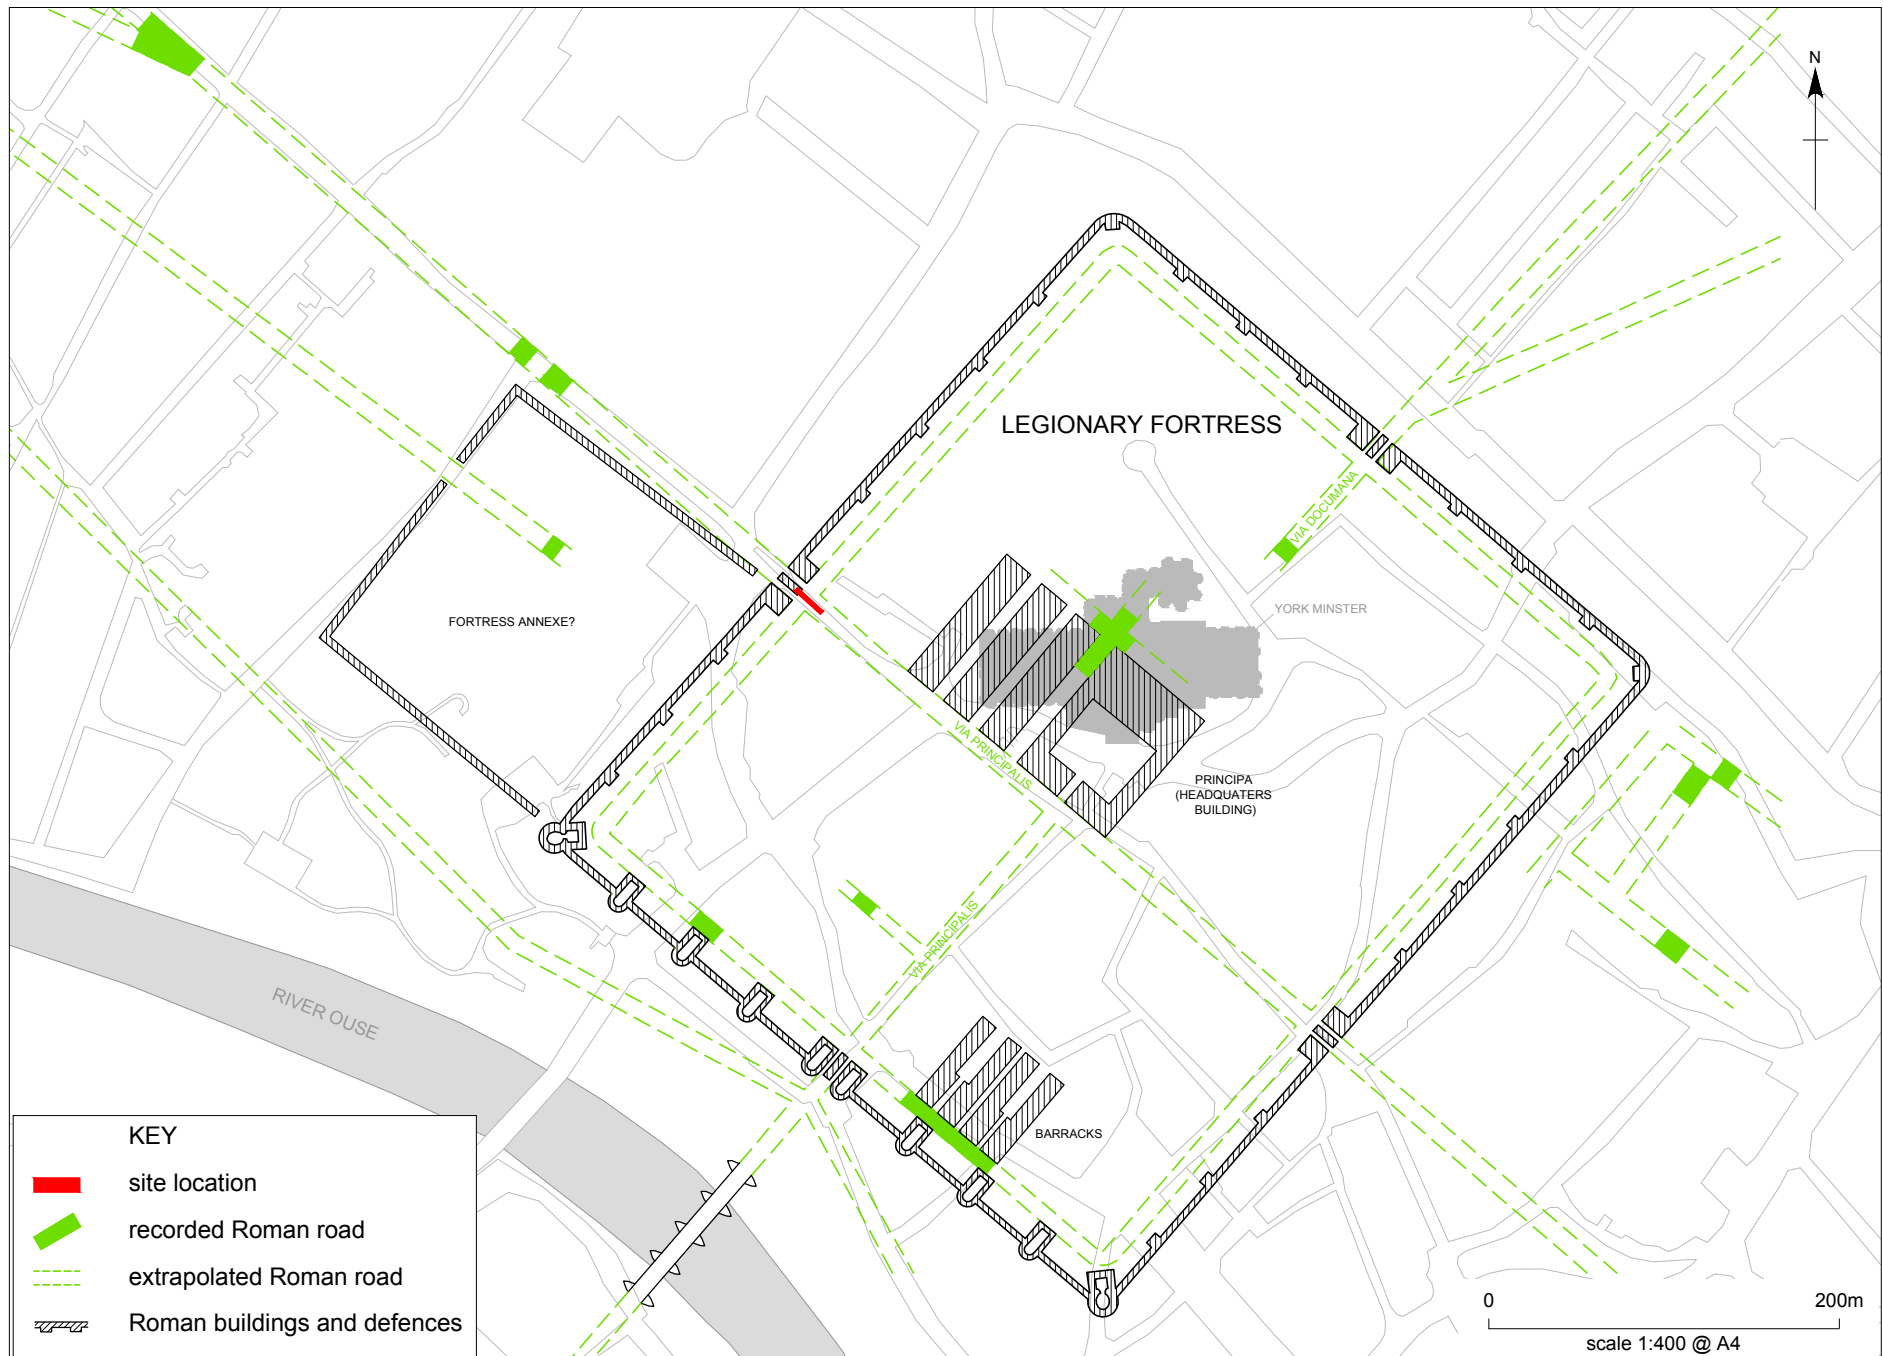 N
LEGIONARY FORTRESS
VIA DOCUMANA
YORK MINSTER
FORTRESS ANNEXE?
VIA PRINCIPALIS
PRINCIPA
(HEADQUATERS
BUILDING)
VIA PRINCIPALIS
RIVER OUSE
BARRACKS
KEY
site location
recorded Roman road
extrapolated Roman road
Roman buildings and defences
0 200m
scale 1:400 @ A4